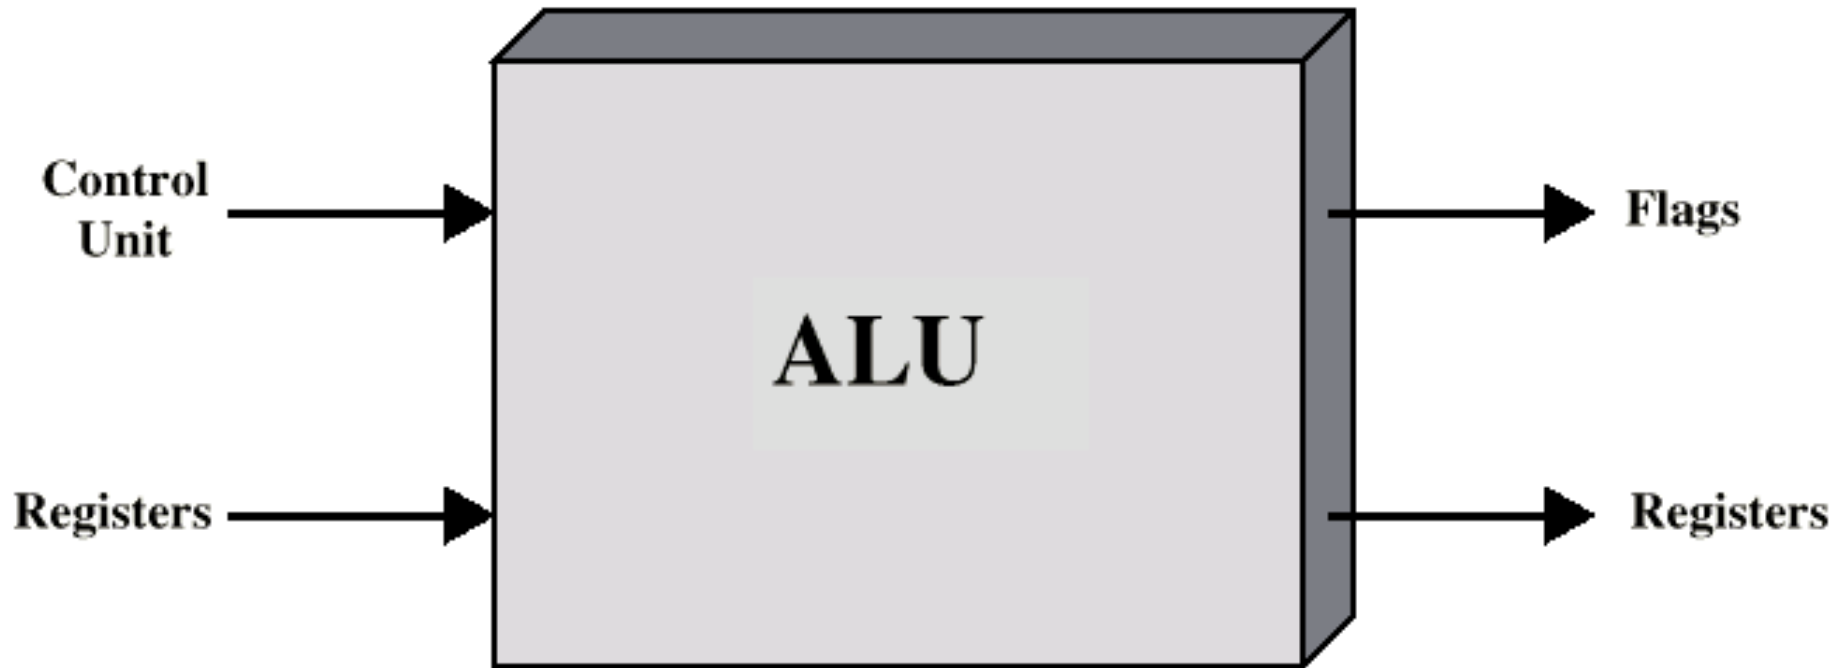 Control
Unit
Flags
ALU
Registers
Registers